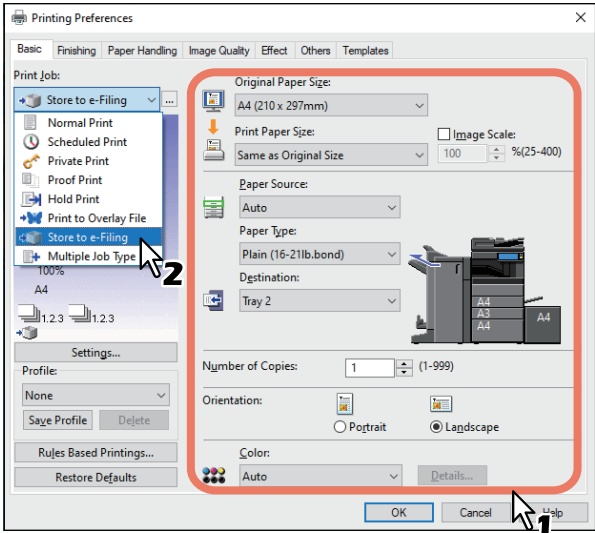 Printing Preferences
Basic Finishing Paper Handling Image Quality Effect Others Templates
Print Job:
Store to e-Filing ...
Normal Print
Scheduled Print
Private Print
Proof Print
Hold Print
Print to Overlay File
Store to e-Filing
Multiple Job Type
2
100%
A4
1.2.3 1.2.3
Settings...
Profile:
None
Save Profile Delete
Rules Based Printings...
Restore Defaults
Original Paper Size:
A4 (210 x 297mm)
Print Paper Size:
Same as Original Size
Image Scale:
100 %(25-400)
Paper Source:
Auto
Paper Type:
Plain (16-21lb.bond)
Destination:
Tray 2
A4
A3
A4
A4
Number of Copies: 1 (1-999)
Orientation:
Portrait Landscape
Color:
Auto Details...
OK Cancel Help
1